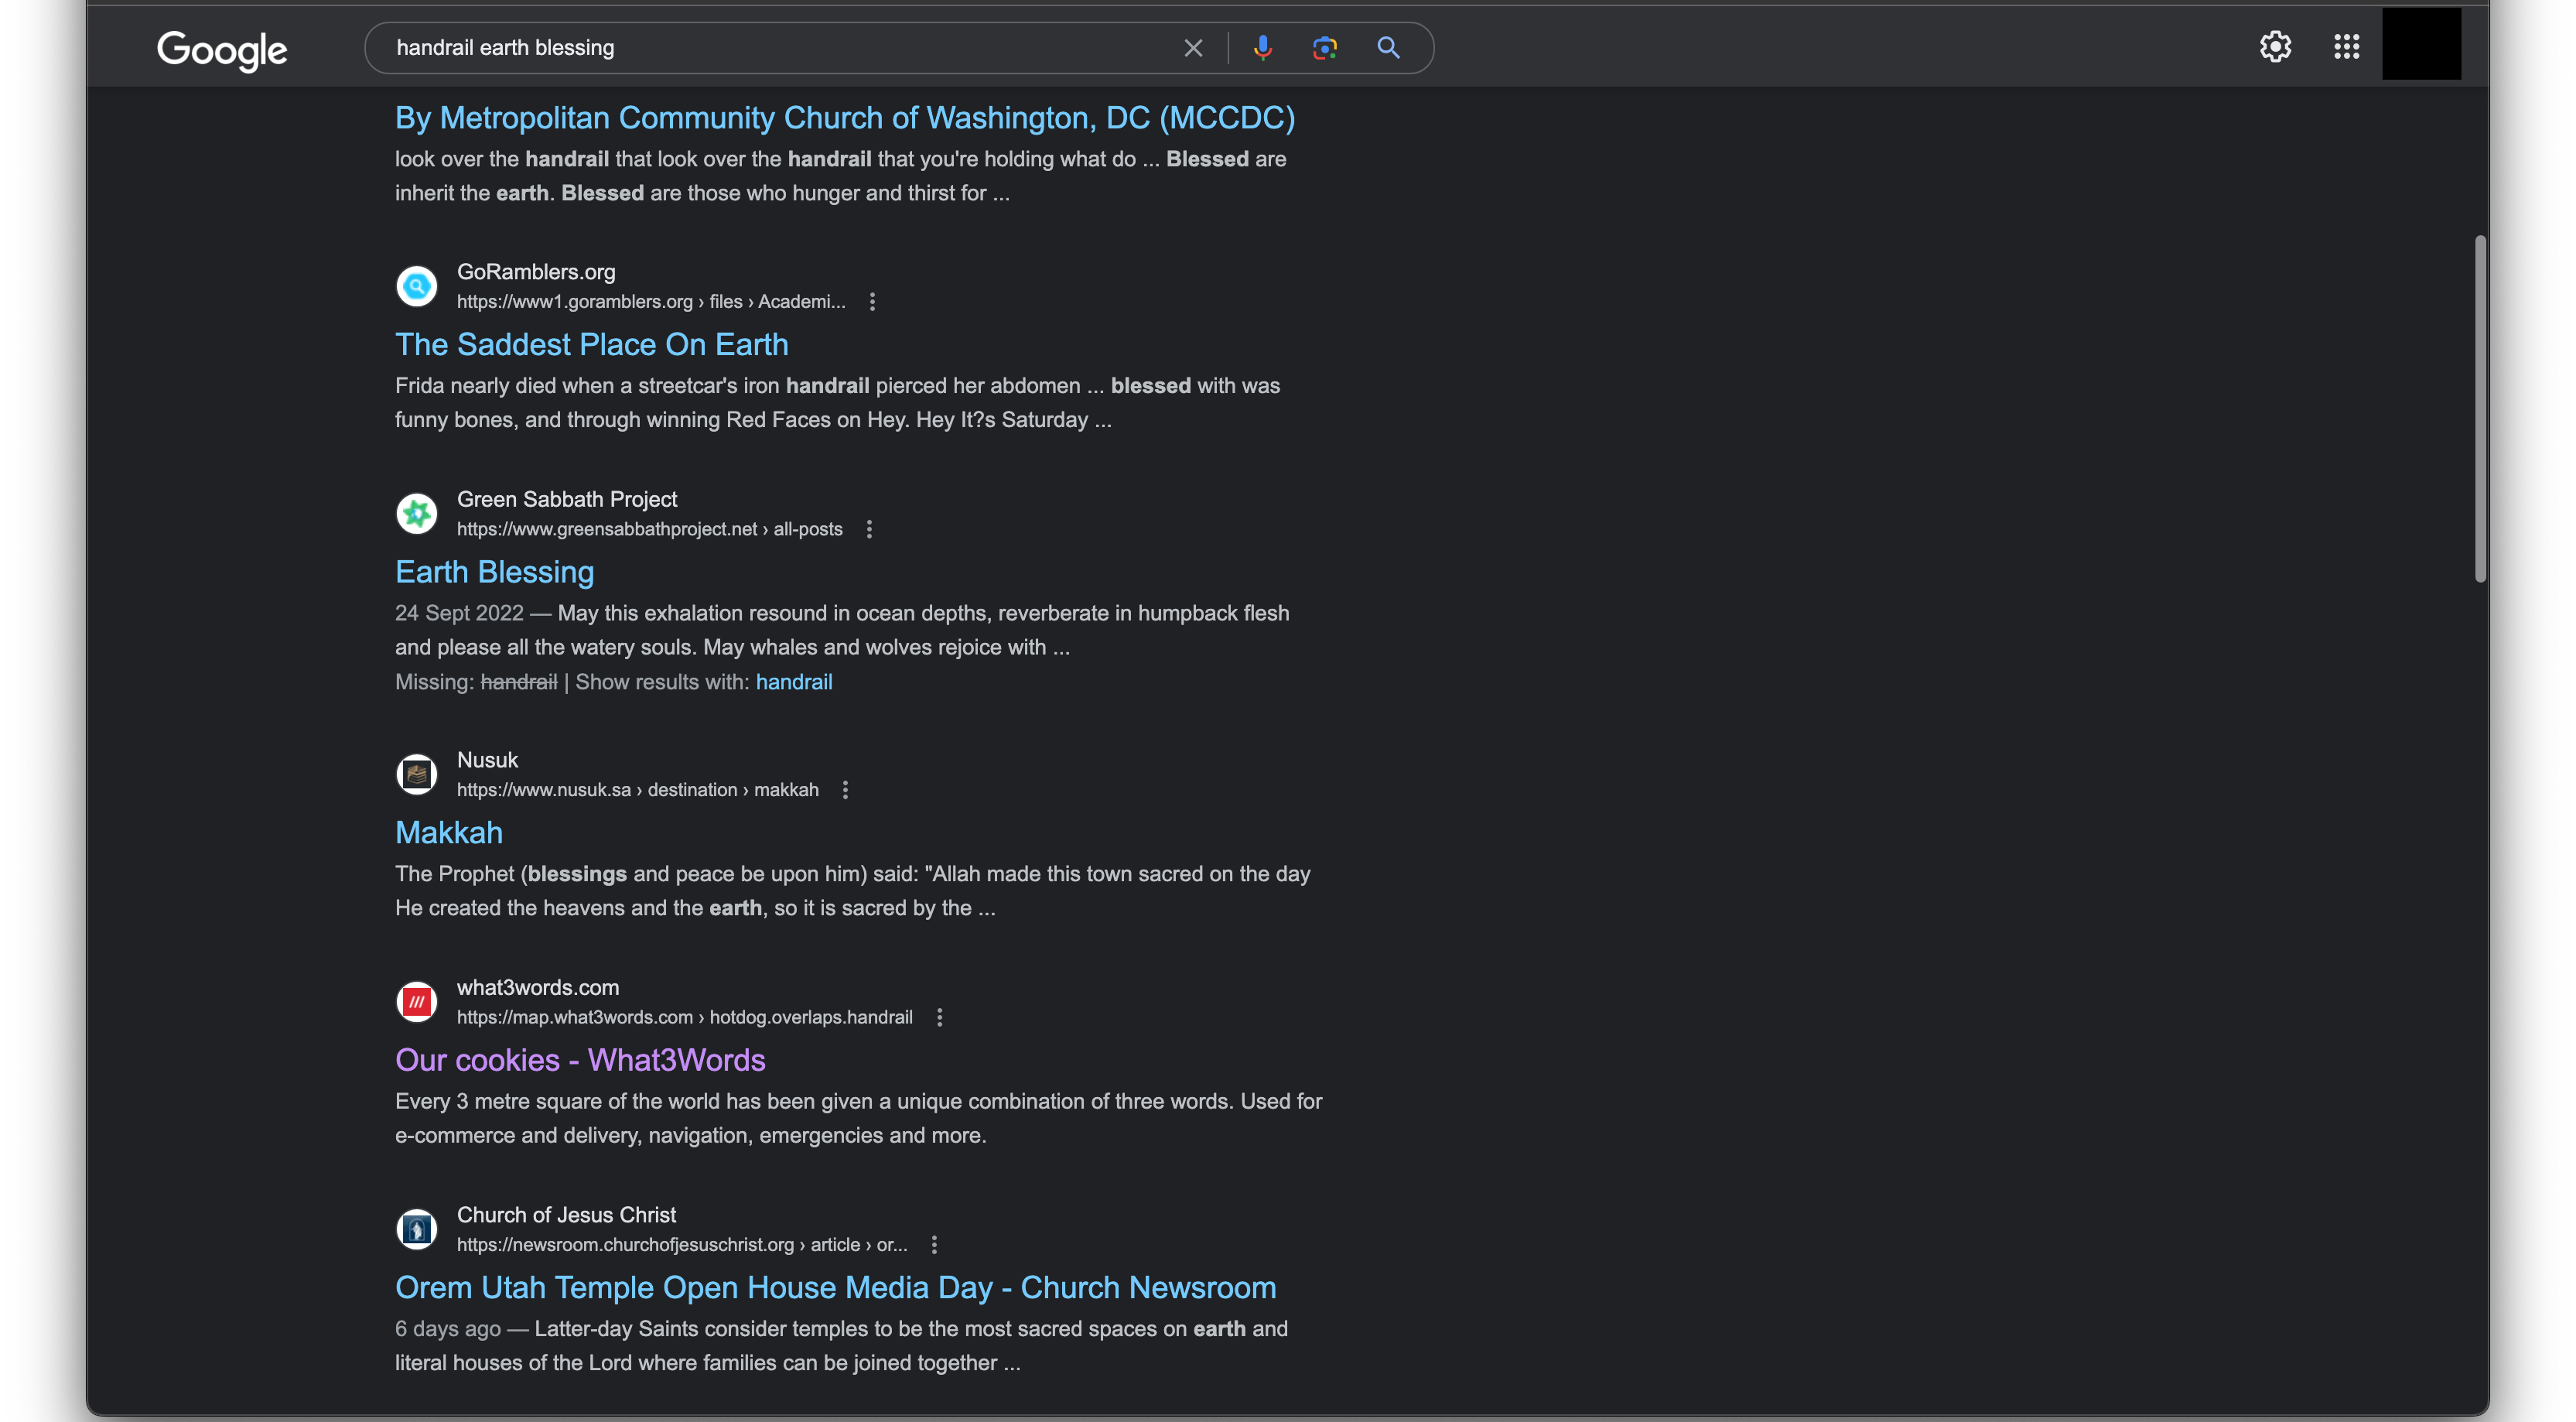 Google
handrail earth blessing
By Metropolitan Community Church of Washington, DC (MCCDC)
look over the handrail that look over the handrail that you're holding what do ... Blessed are
inherit the earth. Blessed are those who hunger and thirst for ...
GoRamblers.org
https://www1.goramblers.org › files › Academi...
The Saddest Place On Earth
Frida nearly died when a streetcar's iron handrail pierced her abdomen ... blessed with was
funny bones, and through winning Red Faces on Hey. Hey It?s Saturday ...
Green Sabbath Project
https://www.greensabbathproject.net › all-posts
Earth Blessing
24 Sept 2022 — May this exhalation resound in ocean depths, reverberate in humpback flesh
and please all the watery souls. May whales and wolves rejoice with ...
Missing: handrail | Show results with: handrail
Nusuk
https://www.nusuk.sa › destination › makkah
Makkah
The Prophet (blessings and peace be upon him) said: "Allah made this town sacred on the day
He created the heavens and the earth, so it is sacred by the ...
what3words.com
https://map.what3words.com › hotdog.overlaps.handrail
Our cookies - What3Words
Every 3 metre square of the world has been given a unique combination of three words. Used for
e-commerce and delivery, navigation, emergencies and more.
Church of Jesus Christ
https://newsroom.churchofjesuschrist.org › article › or...
Orem Utah Temple Open House Media Day - Church Newsroom
6 days ago — Latter-day Saints consider temples to be the most sacred spaces on earth and
literal houses of the Lord where families can be joined together ...